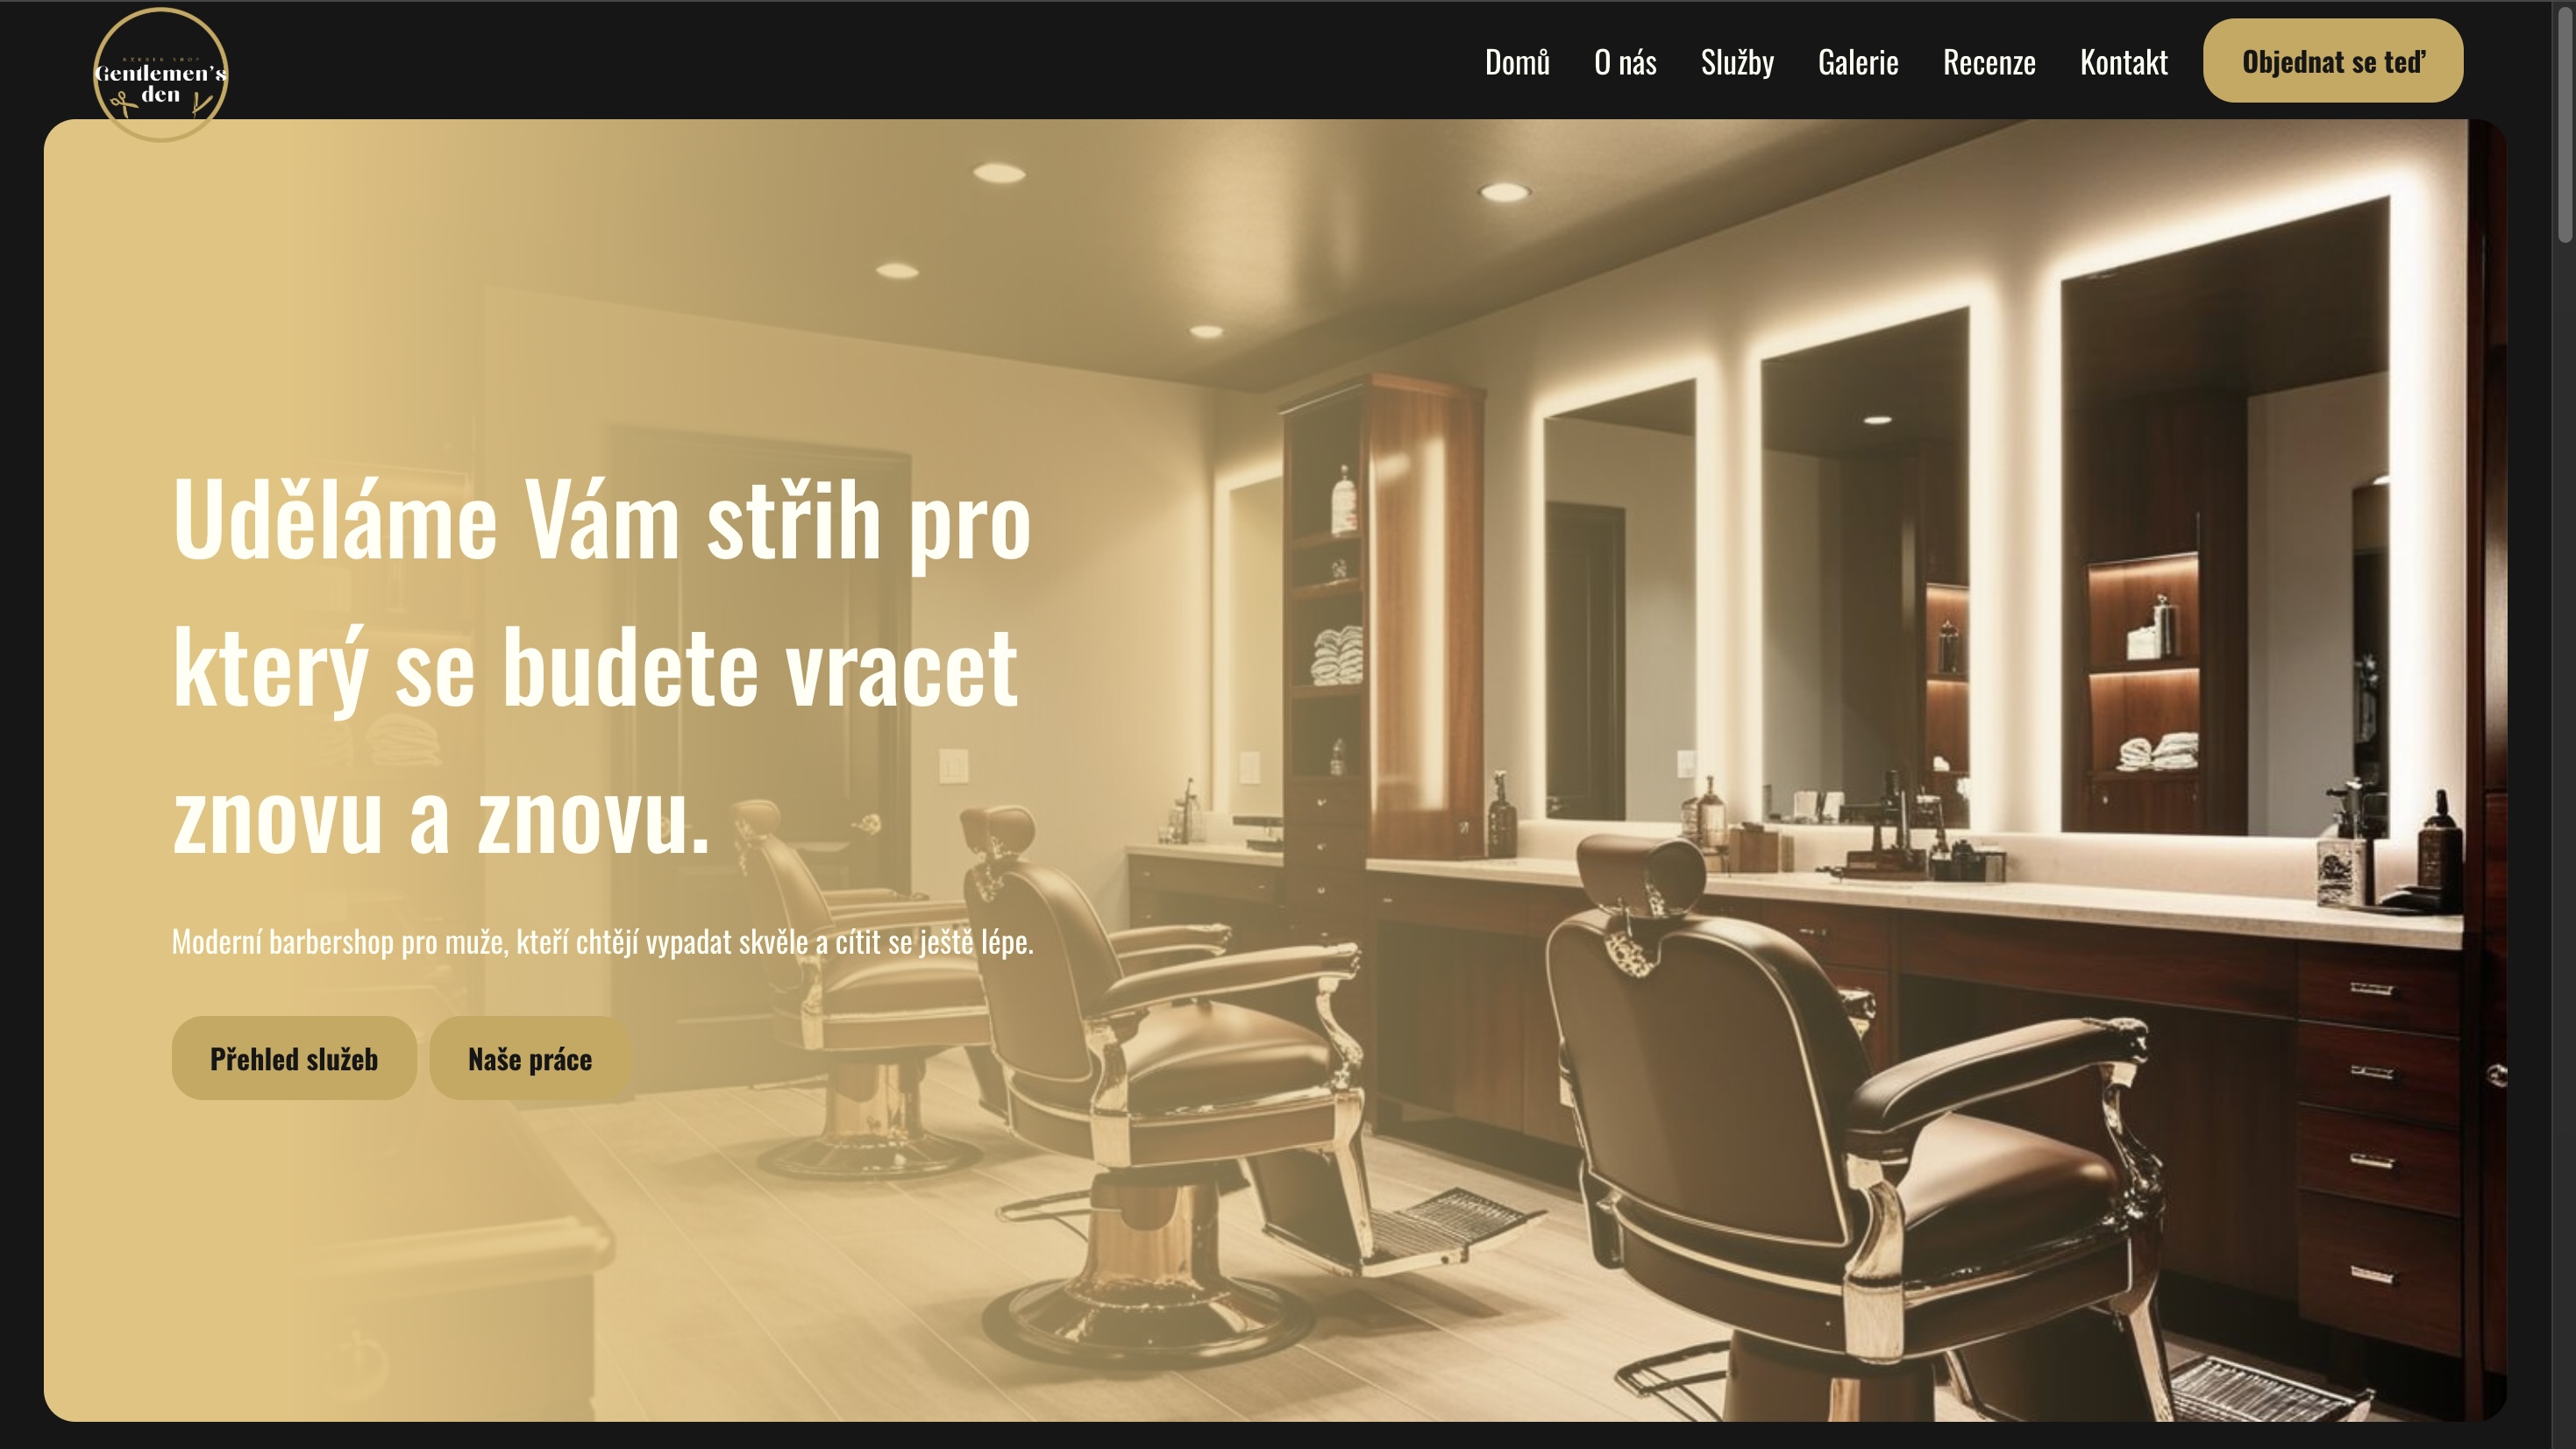 BARBER SHOP
Gentlemen's
den
Domů
O nás
Služby
Galerie
Recenze
Kontakt
Objednat se teď
Uděláme Vám střih pro
který se budete vracet
znovu a znovu.
Moderní barbershop pro muže, kteří chtějí vypadat skvěle a cítit se ještě lépe.
Přehled služeb
Naše práce